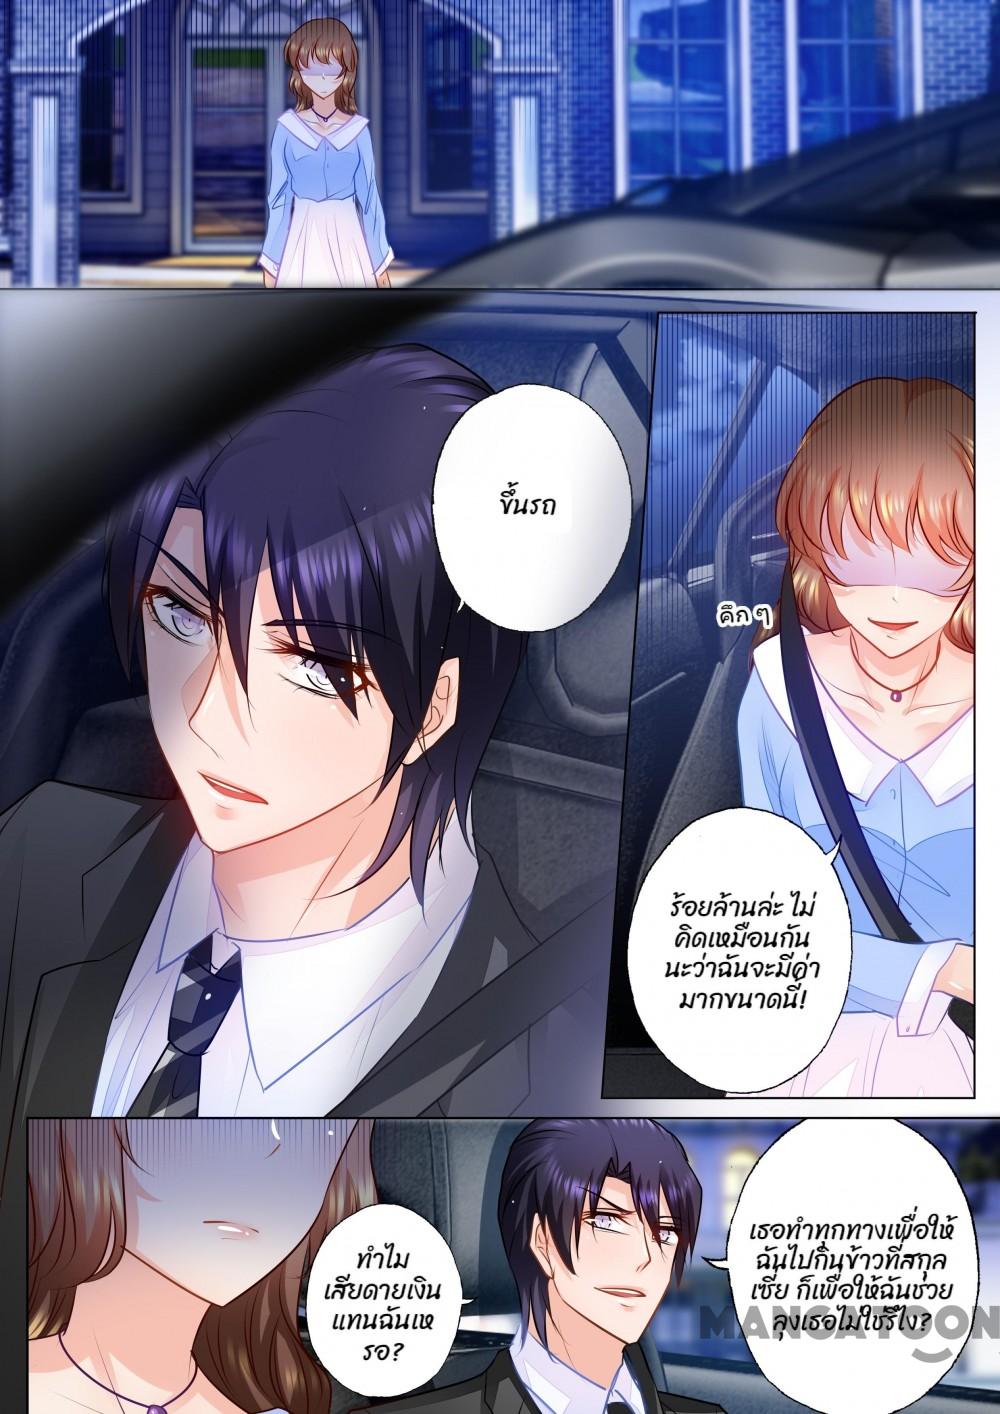 ขึ้นรถ
คึกๆ
ร้อยล้านล่ะ ไม่
คิดเหมือนกัน
นะว่าฉันจะมีค่า
มากขนาดนี้!
ทำไม
เสียดายเงิน
แทนฉันเห
รอ?
เธอทำทุกทางเพื่อให้
ฉันไปกินข้าวที่สกุล
เซี่ย ก็เพื่อให้ฉันช่วย
ลุงเธอไม่ใช่รึไง?
MANGATOON